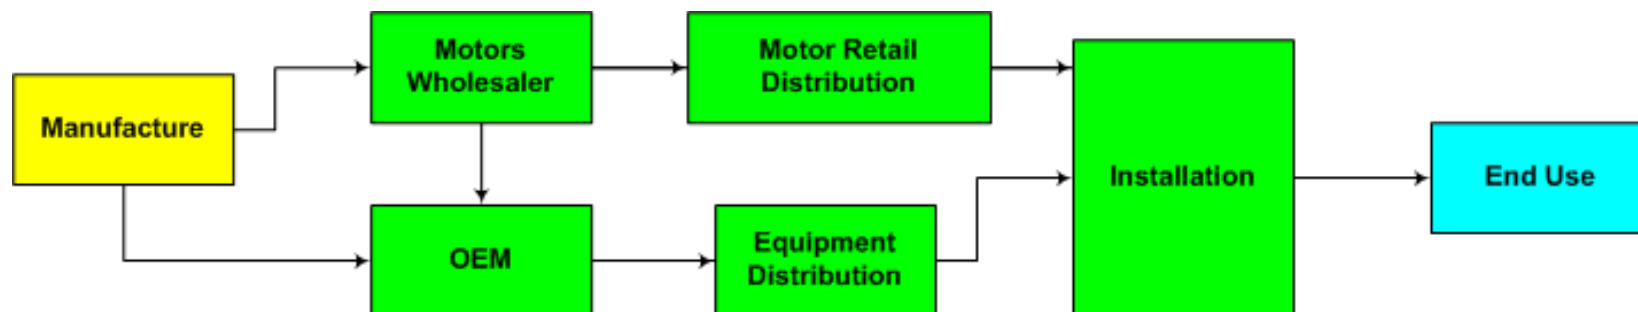 Manufacture
Motors
Wholesaler
Motor Retail
Distribution
OEM
Equipment
Distribution
Installation
End Use